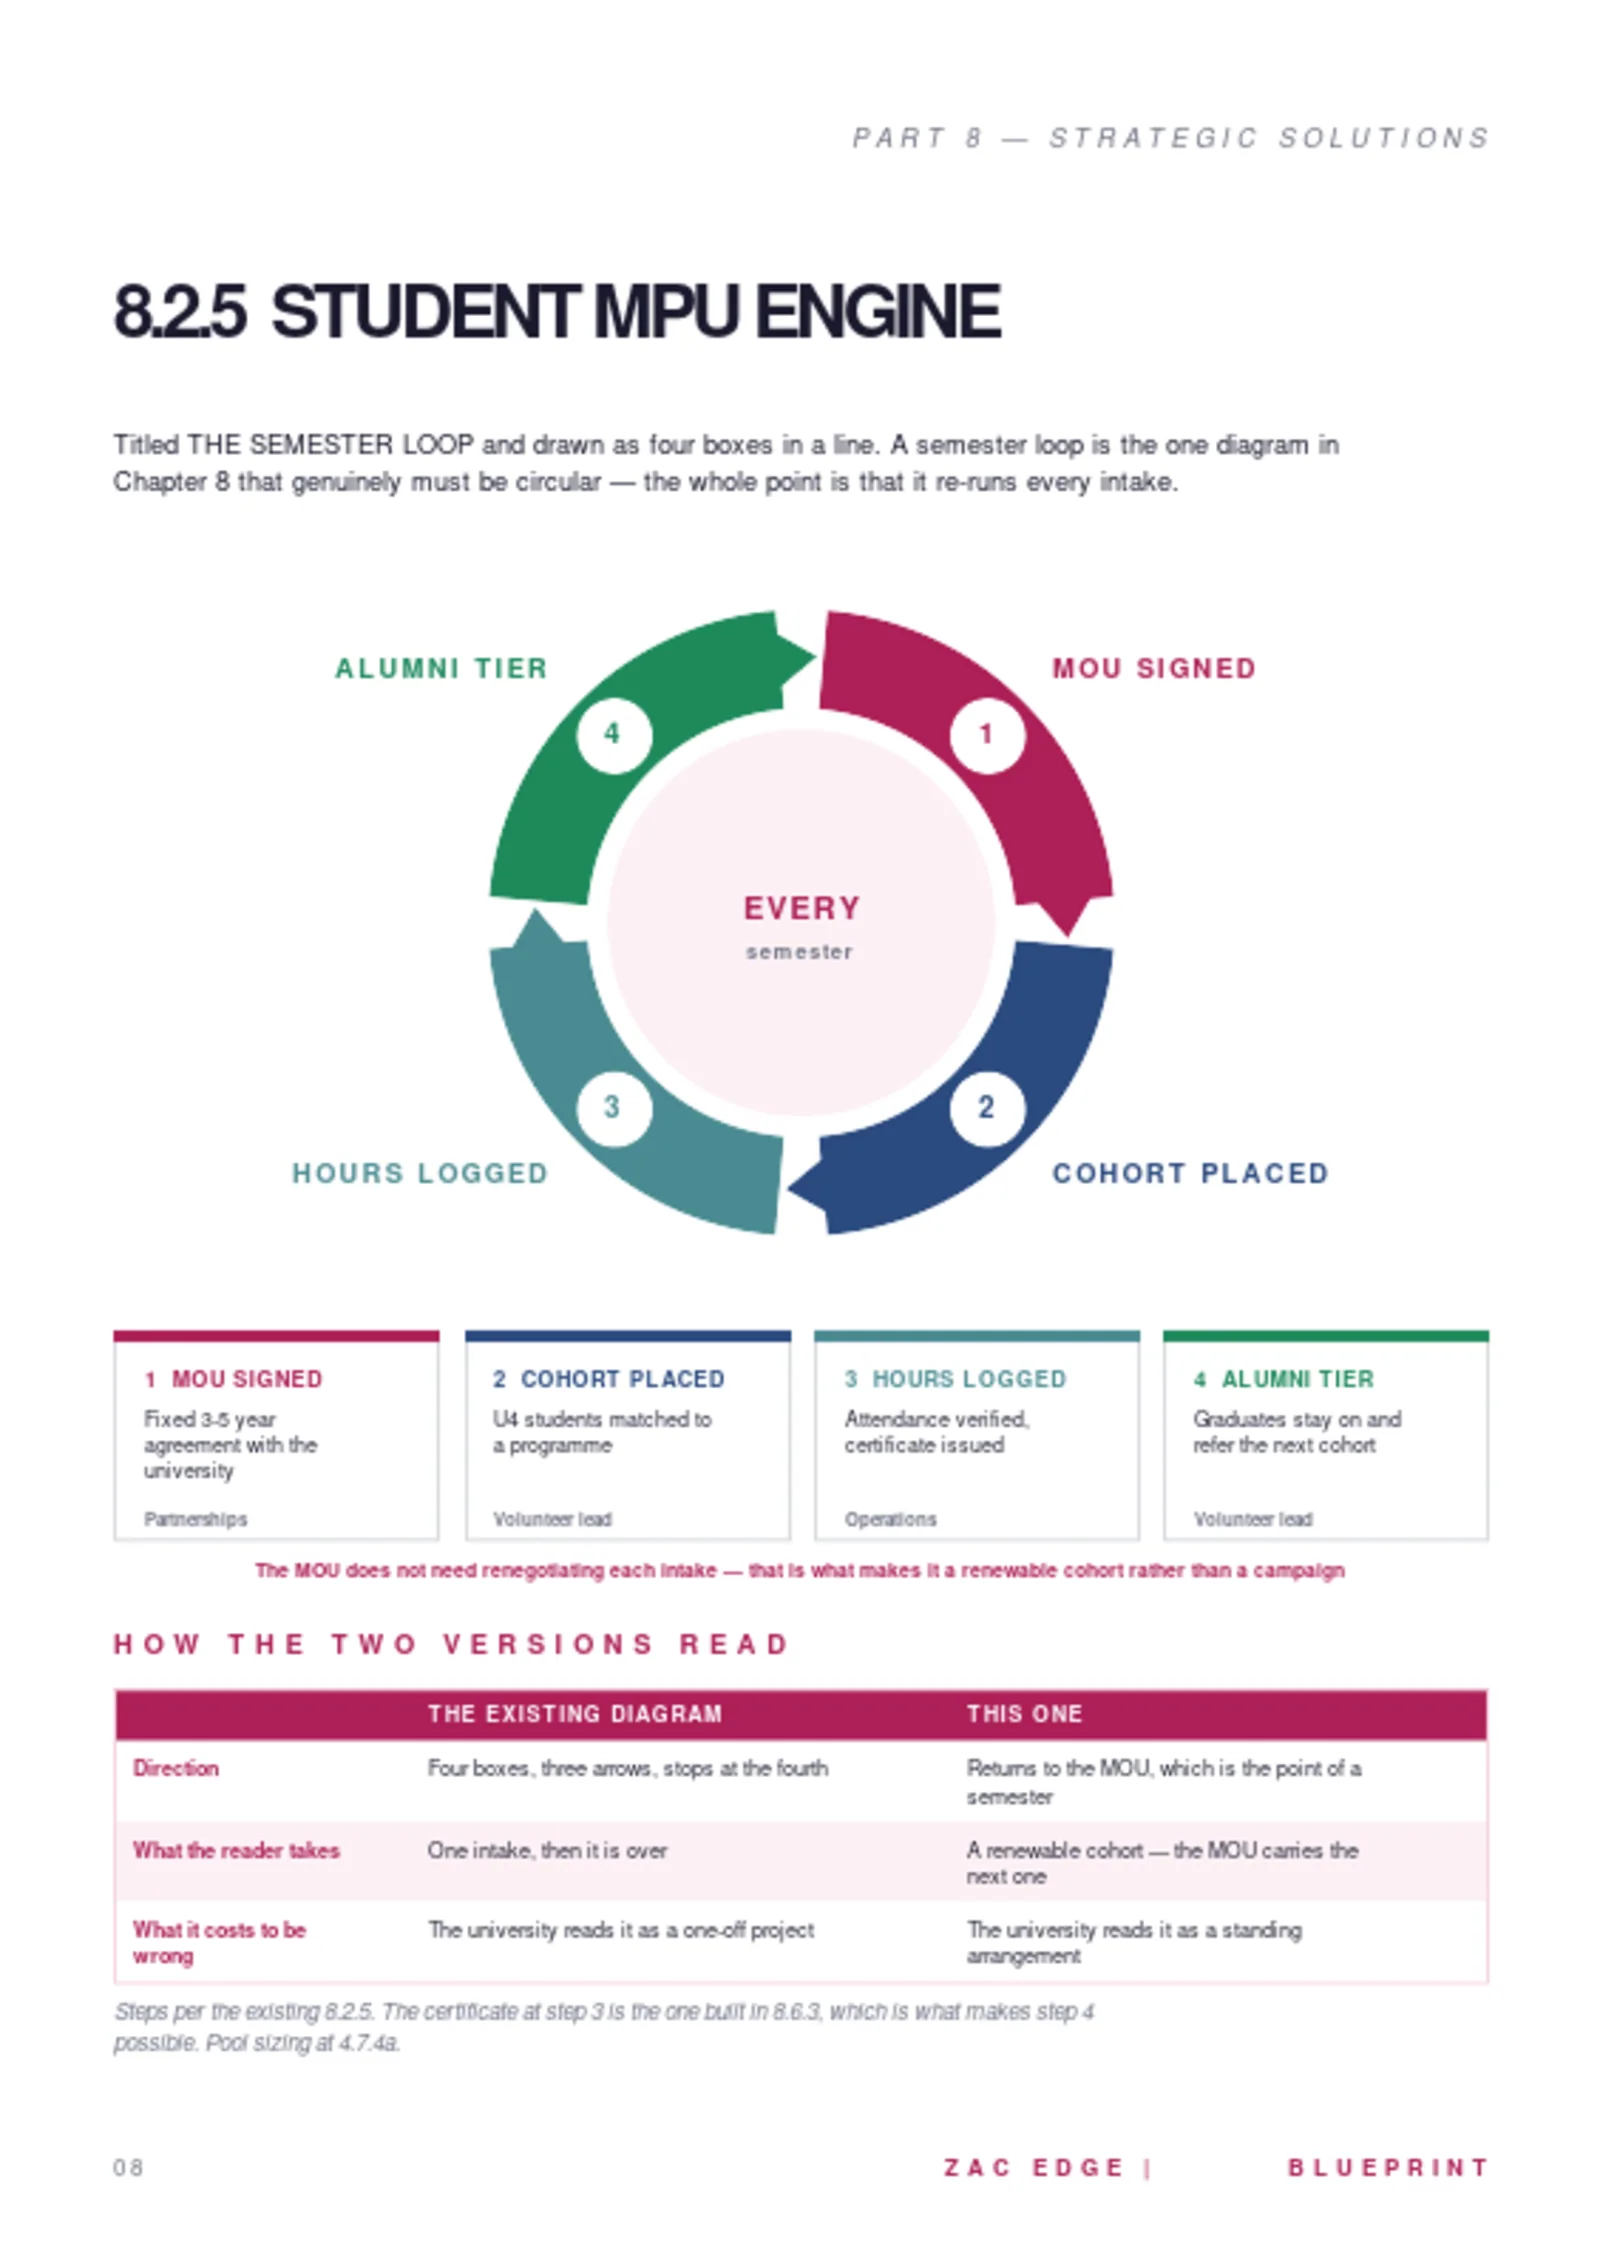 PART 8 — STRATEGIC SOLUTIONS
8.2.5 STUDENT MPU ENGINE
Titled THE SEMESTER LOOP and drawn as four boxes in a line. A semester loop is the one diagram in
Chapter 8 that genuinely must be circular — the whole point is that it re-runs every intake.
ALUMNI TIER
MOU SIGNED
4
1
EVERY
semester
3
2
HOURS LOGGED
COHORT PLACED
1 MOU SIGNED
Fixed 3-5 year
agreement with the
university
Partnerships
2 COHORT PLACED
U4 students matched to
a programme
Volunteer lead
3 HOURS LOGGED
Attendance verified,
certificate issued
Operations
4 ALUMNI TIER
Graduates stay on and
refer the next cohort
Volunteer lead
The MOU does not need renegotiating each intake — that is what makes it a renewable cohort rather than a campaign
HOW THE TWO VERSIONS READ
THE EXISTING DIAGRAM
THIS ONE
Direction
Four boxes, three arrows, stops at the fourth
Returns to the MOU, which is the point of a
semester
What the reader takes
One intake, then it is over
A renewable cohort — the MOU carries the
next one
What it costs to be
wrong
The university reads it as a one-off project
The university reads it as a standing
arrangement
Steps per the existing 8.2.5. The certificate at step 3 is the one built in 8.6.3, which is what makes step 4
possible. Pool sizing at 4.7.4a.
08
ZAC EDGE | BLUEPRINT